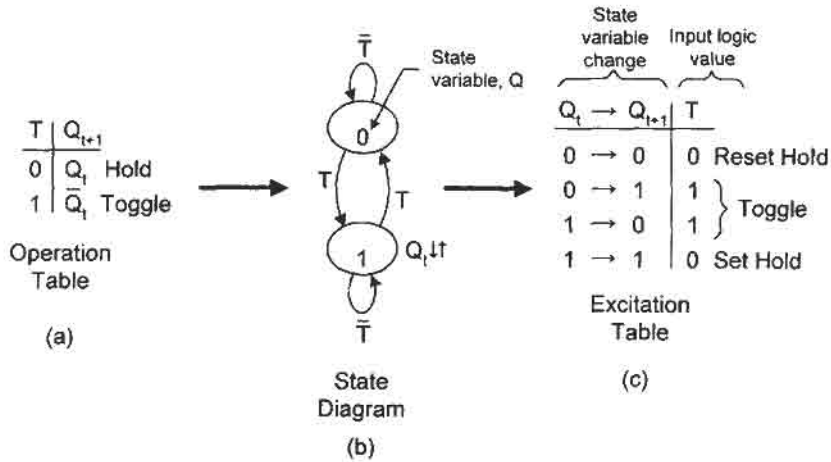 T Q_{t+1}
0 Q_t Hold
1 Q̄_t Toggle
Operation
Table
(a)
T̄
State
variable, Q
0
T
T
1
Q_t↓↑
T̄
State
Diagram
(b)
State
variable
change
Input logic
value
Q_t → Q_{t+1} T
0 → 0 0 Reset Hold
0 → 1 1
Toggle
1 → 0 1
1 → 1 0 Set Hold
Excitation
Table
(c)